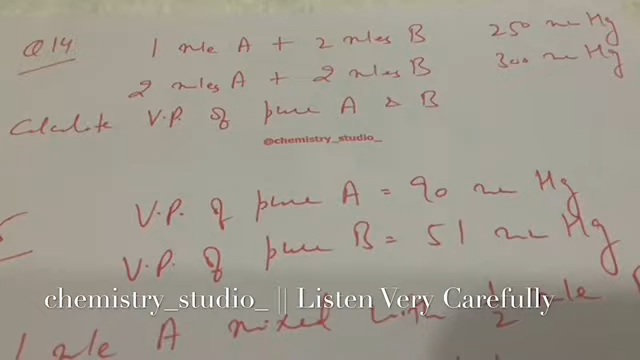 Q14 1 mole A + 2 moles B 250 mm Hg
2 moles A + 2 moles B 300 mm Hg
Calculate V.P. of pure A & B
@chemistry_studio_
V.P. of pure A = 90 mm Hg
V.P. of pure B = 51 mm Hg
chemistry_studio_ || Listen Very Carefully
1 mole A mixed with 1/2 mole